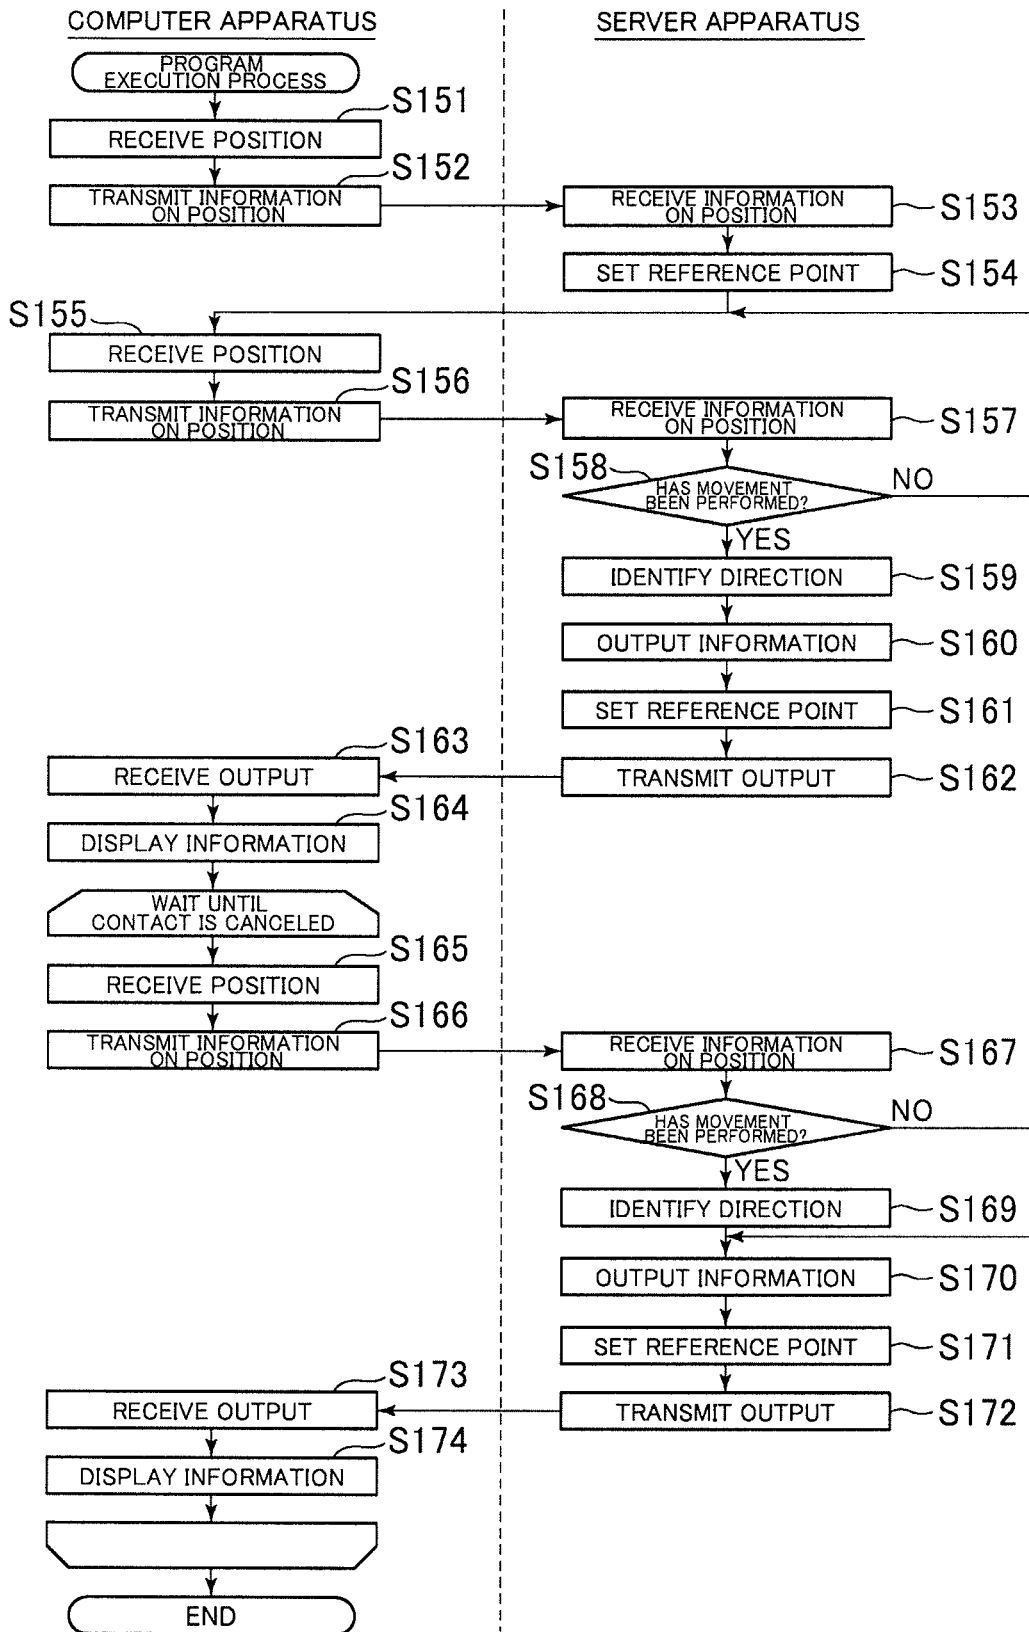 COMPUTER APPARATUS
SERVER APPARATUS
PROGRAM
EXECUTION PROCESS
S151
RECEIVE POSITION
S152
TRANSMIT INFORMATION
ON POSITION
RECEIVE INFORMATION
ON POSITION
S153
SET REFERENCE POINT
S154
S155
RECEIVE POSITION
S156
TRANSMIT INFORMATION
ON POSITION
RECEIVE INFORMATION
ON POSITION
S157
S158
HAS MOVEMENT
BEEN PERFORMED?
NO
YES
IDENTIFY DIRECTION
S159
OUTPUT INFORMATION
S160
SET REFERENCE POINT
S161
S163
RECEIVE OUTPUT
TRANSMIT OUTPUT
S162
S164
DISPLAY INFORMATION
WAIT UNTIL
CONTACT IS CANCELED
S165
RECEIVE POSITION
S166
TRANSMIT INFORMATION
ON POSITION
RECEIVE INFORMATION
ON POSITION
S167
S168
HAS MOVEMENT
BEEN PERFORMED?
NO
YES
IDENTIFY DIRECTION
S169
OUTPUT INFORMATION
S170
SET REFERENCE POINT
S171
S173
RECEIVE OUTPUT
TRANSMIT OUTPUT
S172
S174
DISPLAY INFORMATION
END